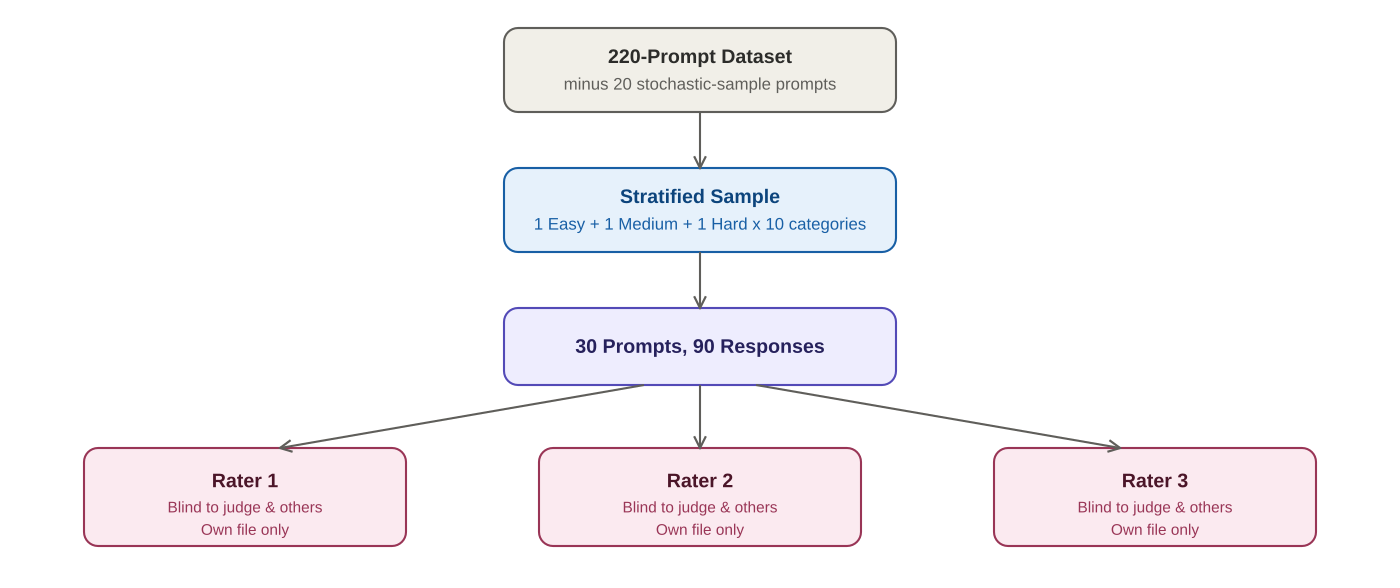 220-Prompt Dataset
minus 20 stochastic-sample prompts
Stratified Sample
1 Easy + 1 Medium + 1 Hard x 10 categories
30 Prompts, 90 Responses
Rater 1
Blind to judge & others
Own file only
Rater 2
Blind to judge & others
Own file only
Rater 3
Blind to judge & others
Own file only